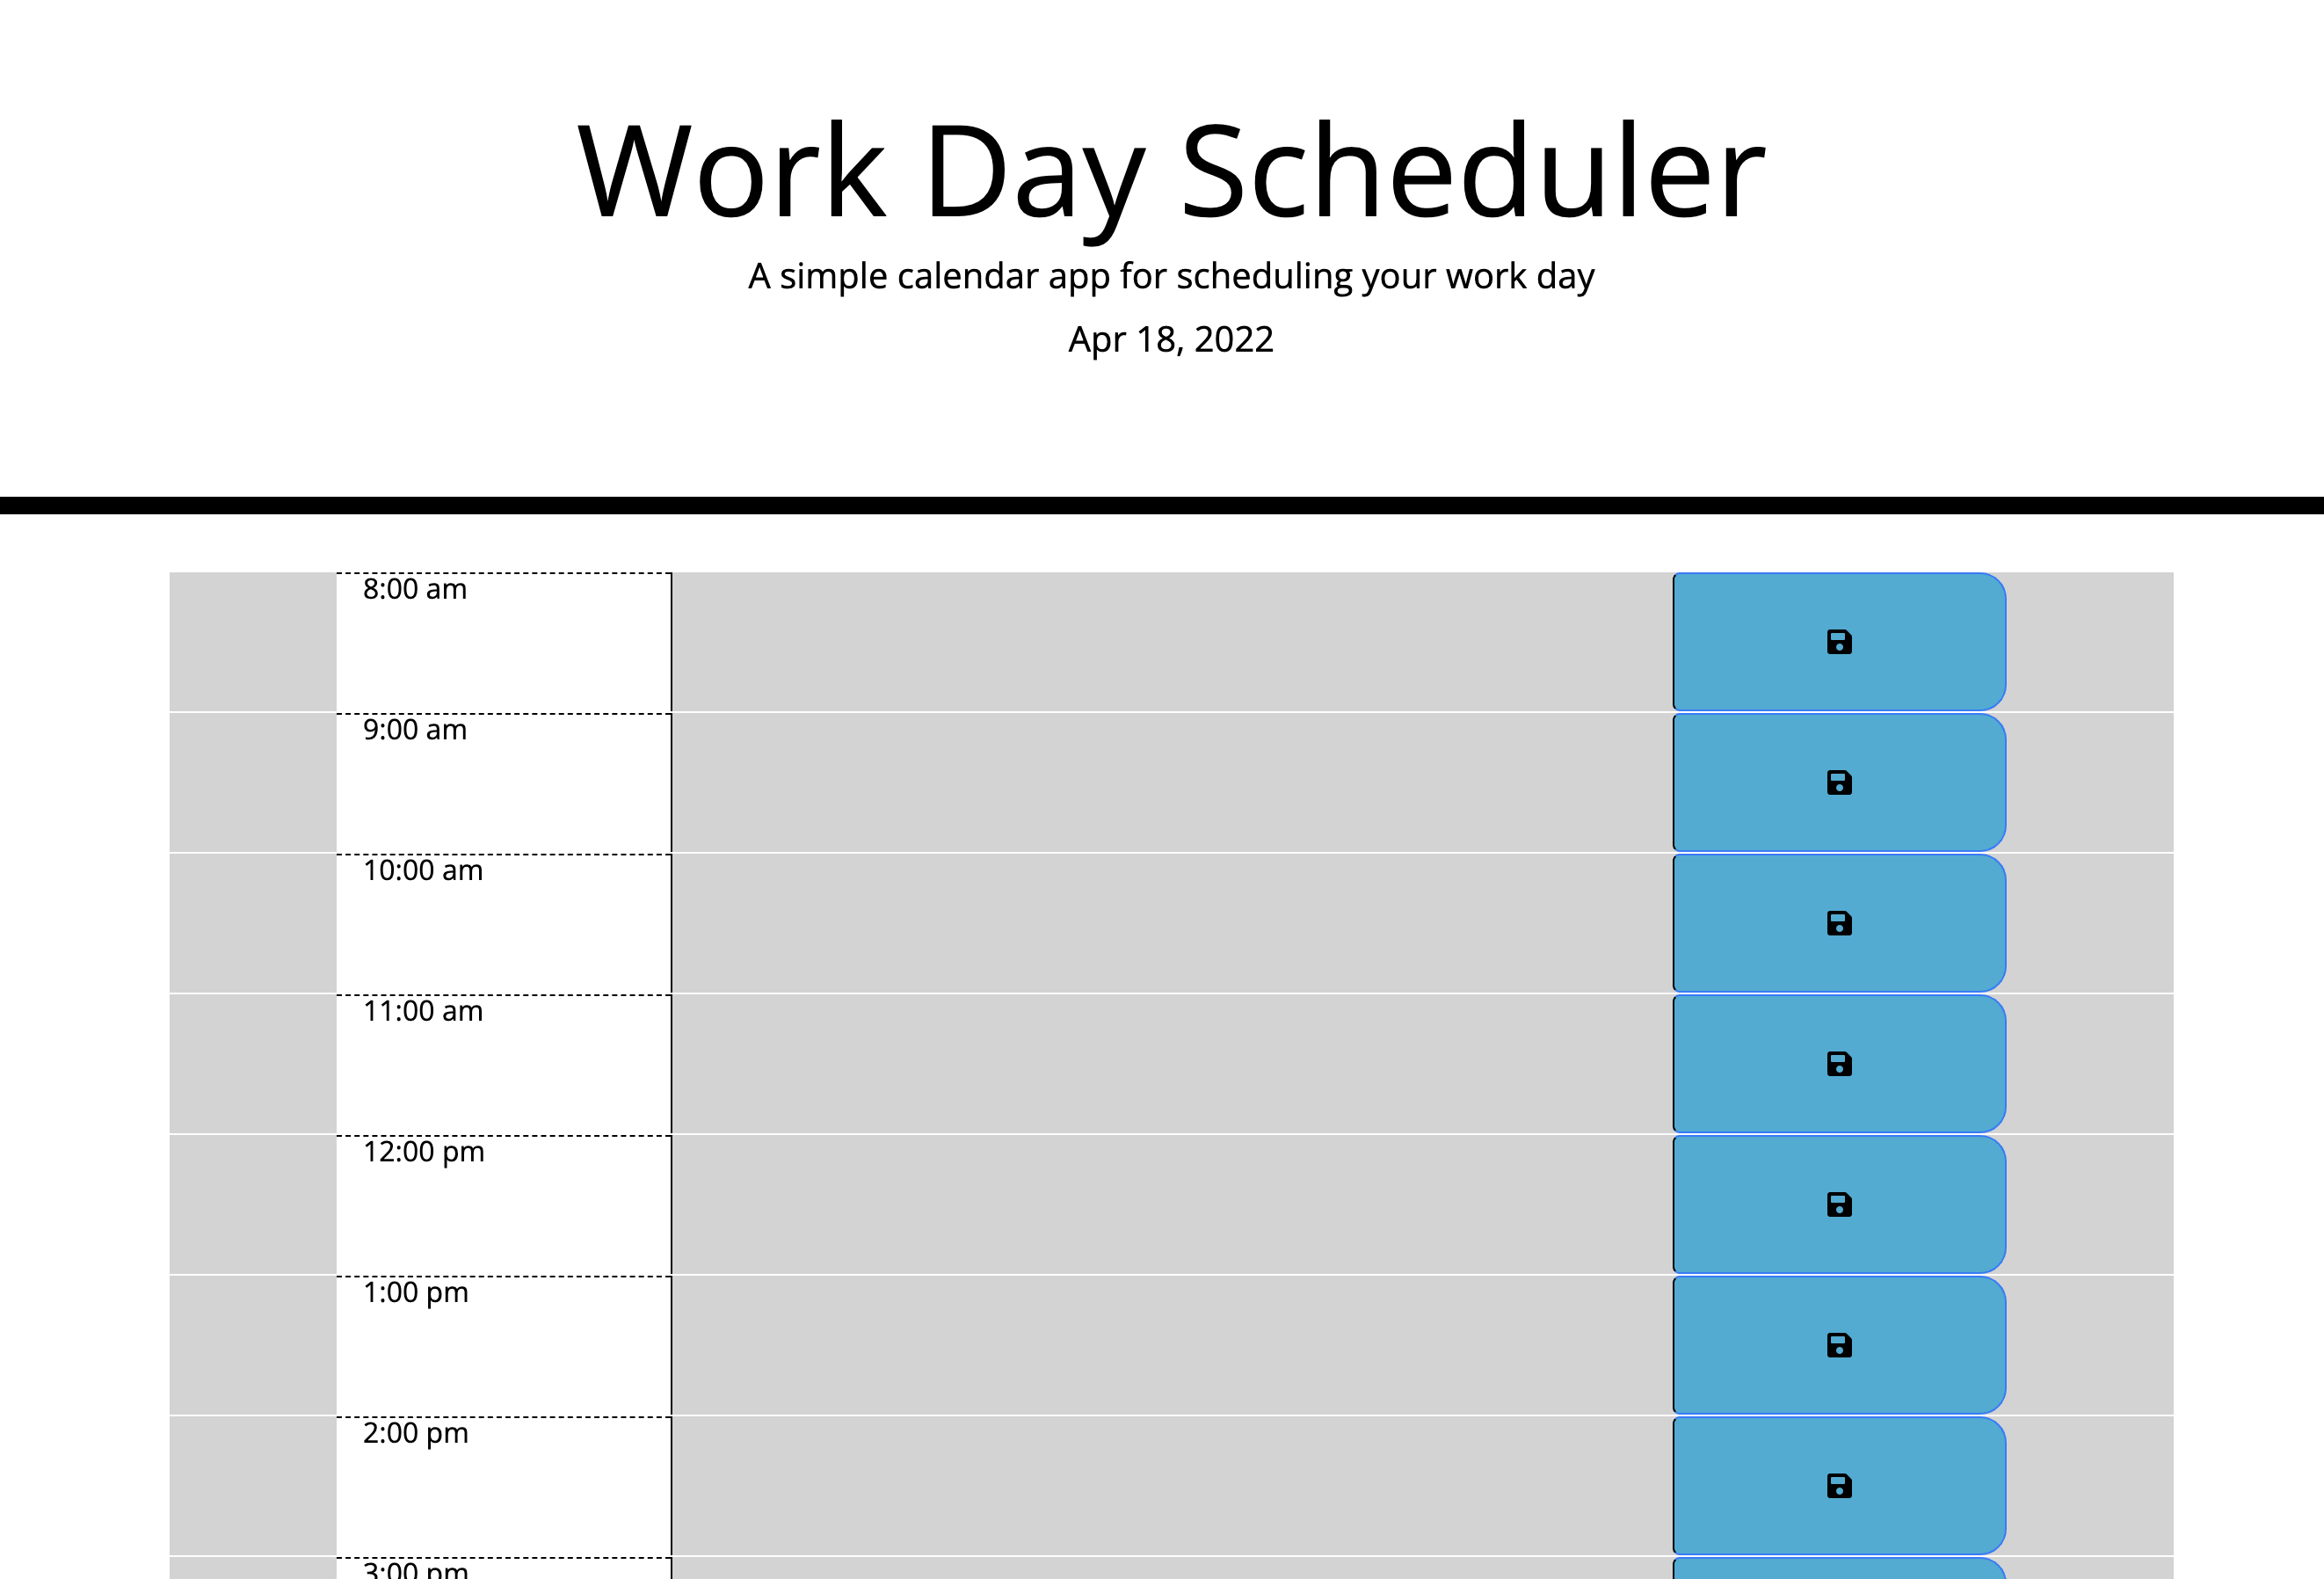 Work Day Scheduler
A simple calendar app for scheduling your work day
Apr 18, 2022
8:00 am
9:00 am
10:00 am
11:00 am
12:00 pm
1:00 pm
2:00 pm
3:00 pm